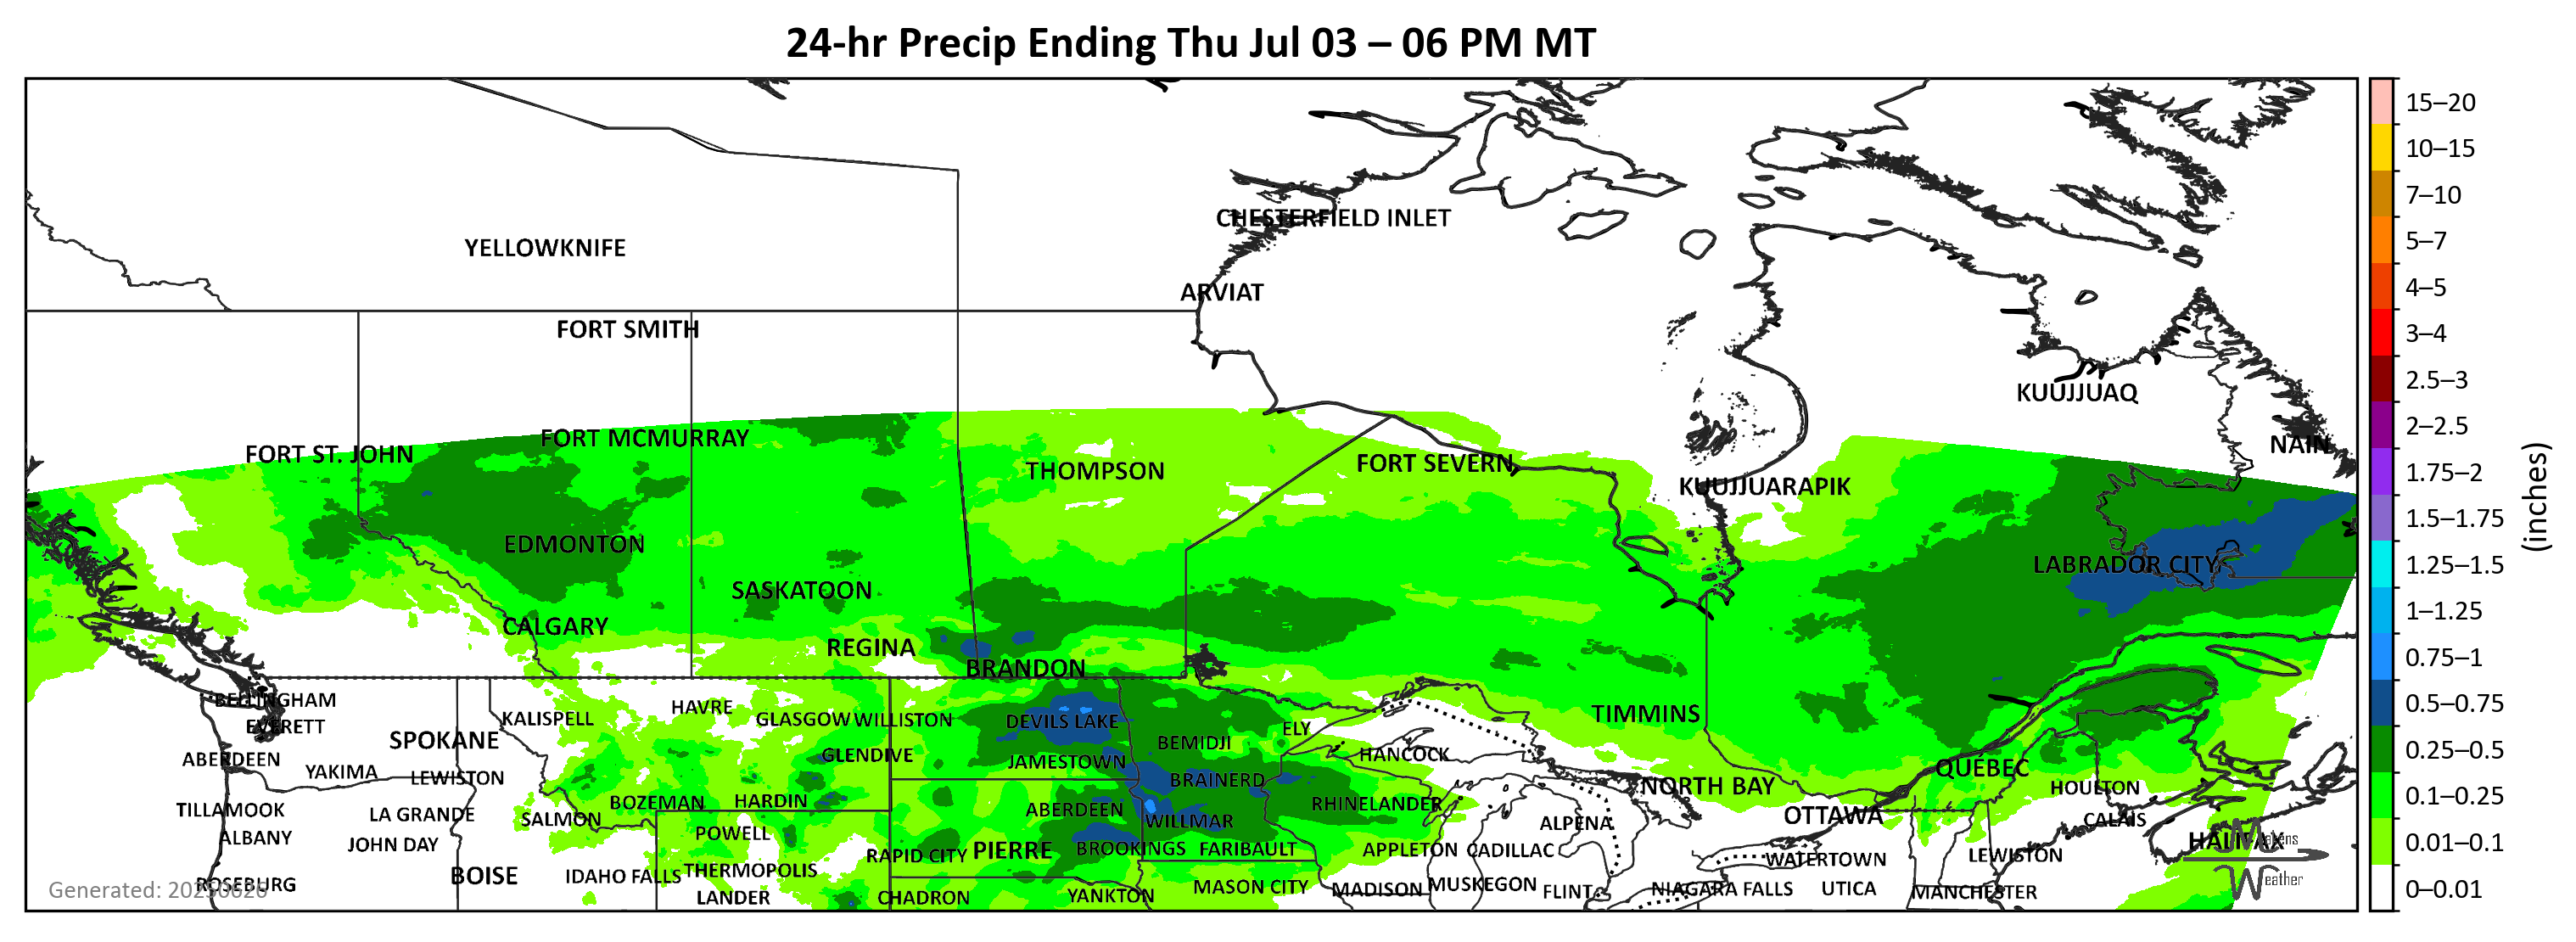 24-hr Precip Ending Thu Jul 03 – 06 PM MT
CHESTERFIELD INLET
YELLOWKNIFE
ARVIAT
FORT SMITH
KUUJJUAQ
FORT MCMURRAY
NAIN
FORT ST. JOHN
FORT SEVERN
THOMPSON
KUUJJUARAPIK
EDMONTON
LABRADOR CITY
SASKATOON
CALGARY
REGINA
BRANDON
BELLINGHAM
HAVRE
KALISPELL
GLASGOW
WILLISTON
DEVILS LAKE
TIMMINS
EVERETT
ELY
SPOKANE
BEMIDJI
GLENDIVE
HANCOCK
ABERDEEN
JAMESTOWN
QUÉBEC
YAKIMA
LEWISTON
BRAINERD
NORTH BAY
HOULTON
BOZEMAN
HARDIN
RHINELANDER
TILLAMOOK
LA GRANDE
ABERDEEN
OTTAWA
SALMON
WILLMAR
ALPENA
CALAIS
ALBANY
POWELL
HALIFAX
JOHN DAY
BROOKINGS
FARIBAULT
APPLETON
CADILLAC
RAPID CITY
PIERRE
WATERTOWN
LEWISTON
BOISE
IDAHO FALLS
THERMOPOLIS
ROSEBURG
MASON CITY
MADISON
MUSKEGON
FLINT
NIAGARA FALLS
UTICA
MANCHESTER
LANDER
CHADRON
YANKTON
Weather
15–20
10–15
7–10
5–7
4–5
3–4
2.5–3
2–2.5
1.75–2
1.5–1.75
1.25–1.5
1–1.25
0.75–1
0.5–0.75
0.25–0.5
0.1–0.25
0.01–0.1
0–0.01
(inches)